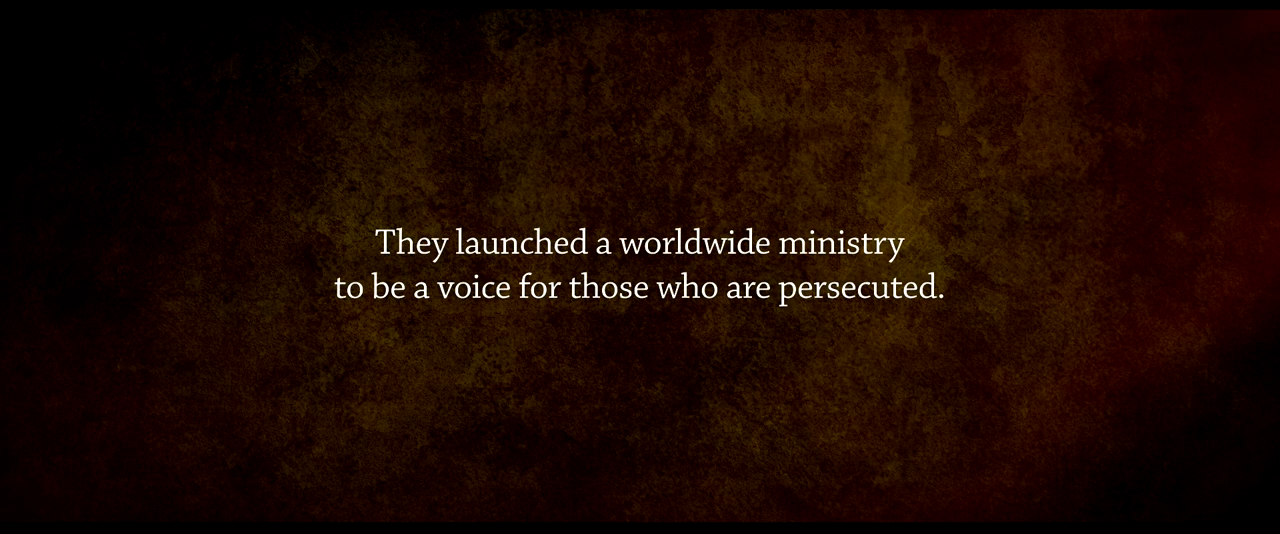 They launched a worldwide ministry
to be a voice for those who are persecuted.